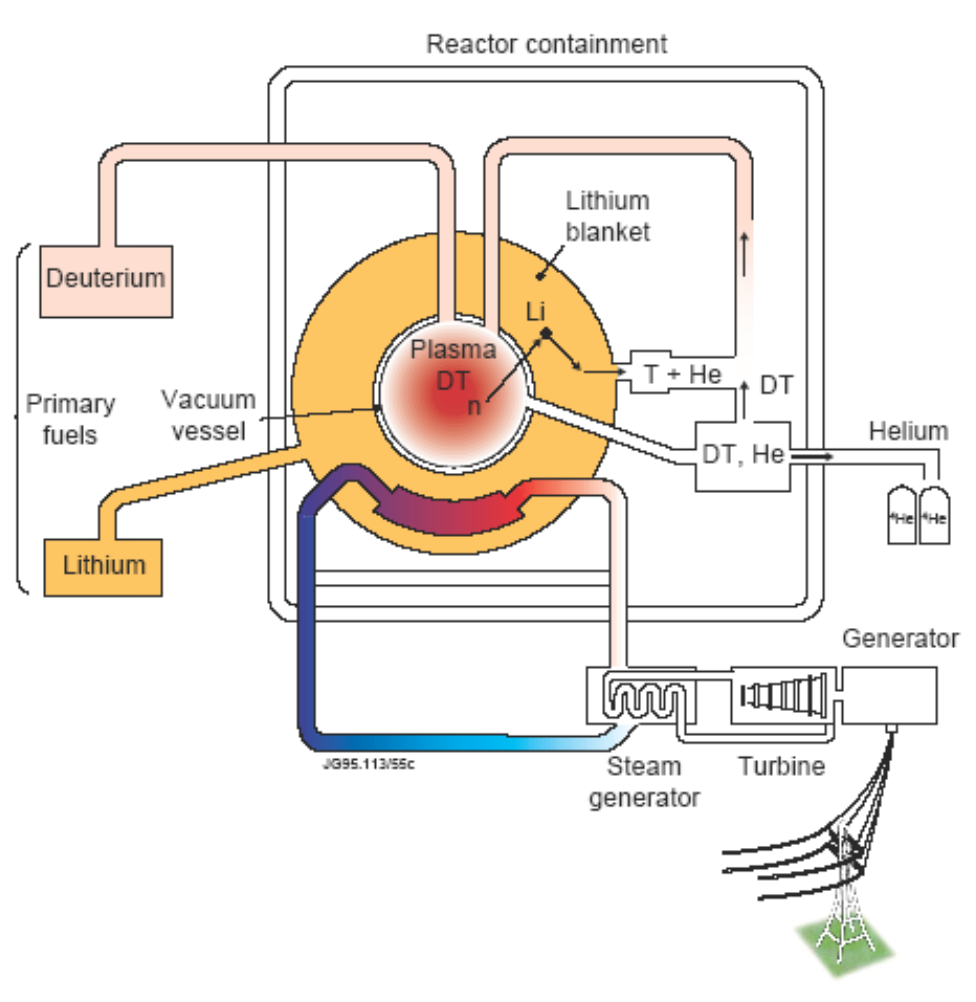 Reactor containment
Lithium
blanket
Deuterium
Li
Plasma
DT
n
T + He
DT
Primary
fuels
Vacuum
vessel
DT, He
Helium
⁴He
⁴He
Lithium
Generator
JG95.113/55c
Steam
generator
Turbine